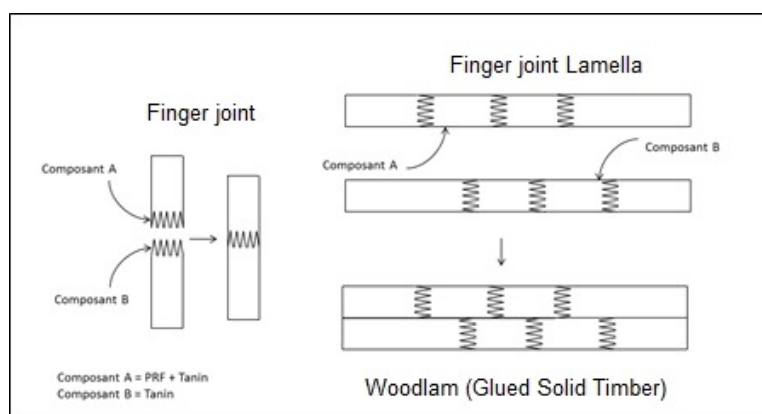 Finger joint
Composant A
Composant B
Composant A = PRF + Tanin
Composant B = Tanin
Finger joint Lamella
Composant A
Composant B
Woodlam (Glued Solid Timber)